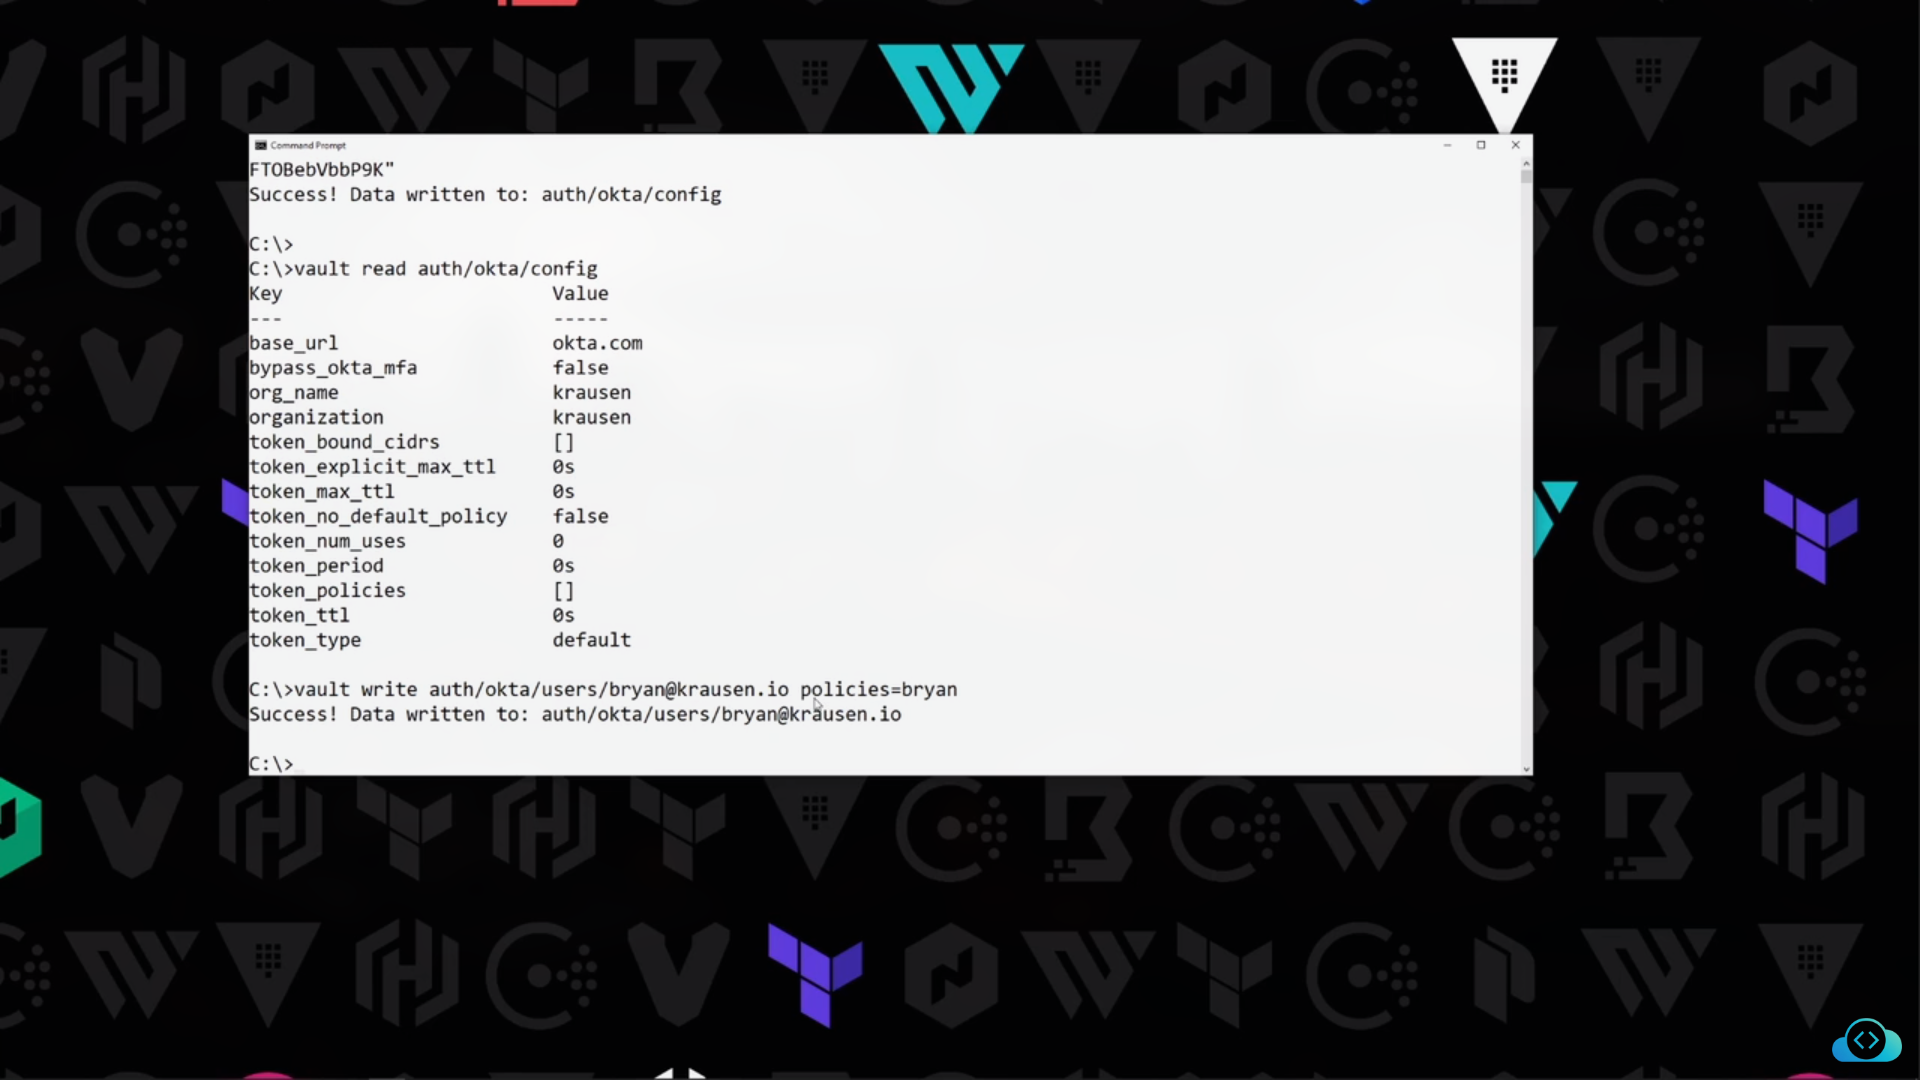 Command Prompt
FTOBebVbbP9K"
Success! Data written to: auth/okta/config
C:\>
C:\>vault read auth/okta/config
Key Value
--- -----
base_url okta.com
bypass_okta_mfa false
org_name krausen
organization krausen
token_bound_cidrs []
token_explicit_max_ttl 0s
token_max_ttl 0s
token_no_default_policy false
token_num_uses 0
token_period 0s
token_policies []
token_ttl 0s
token_type default
C:\>vault write auth/okta/users/bryan@krausen.io policies=bryan
Success! Data written to: auth/okta/users/bryan@krausen.io
C:\>